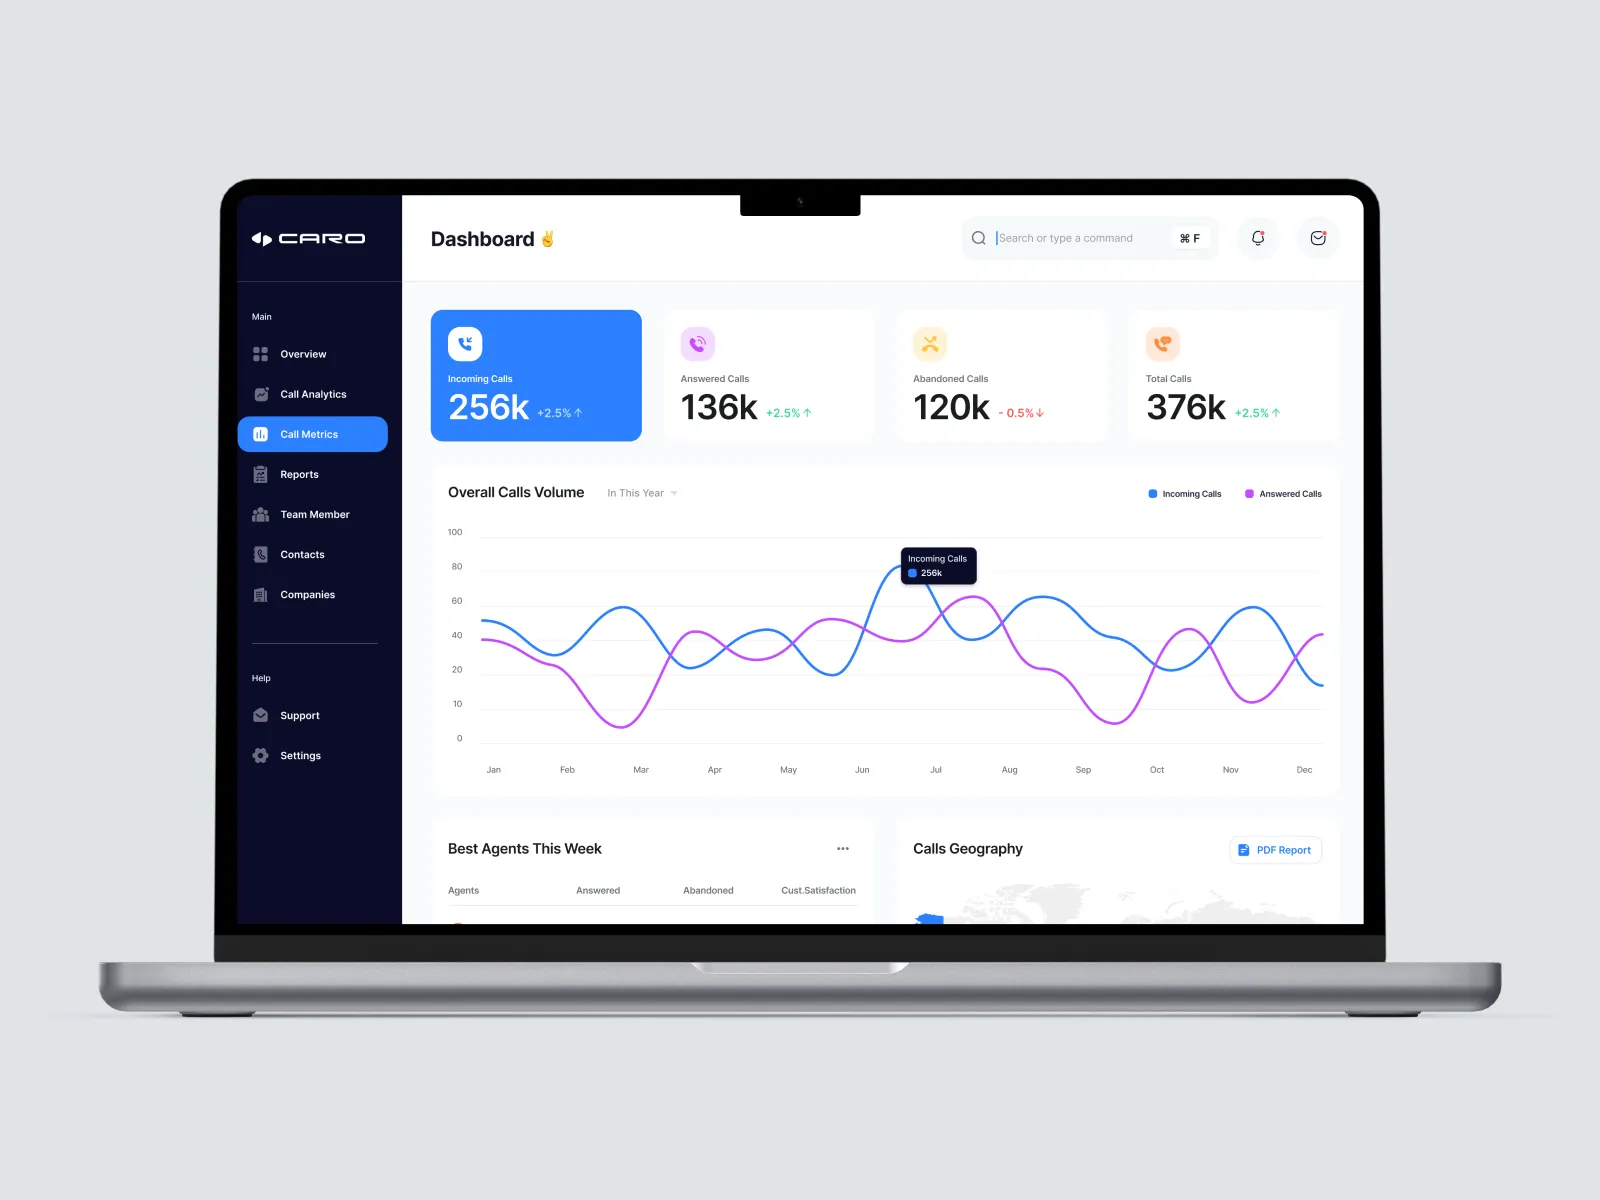 CARO
Main
Overview
Call Analytics
Call Metrics
Reports
Team Member
Contacts
Companies
Help
Support
Settings
Dashboard ✌️
Search or type a command
⌘ F
Incoming Calls
256k +2.5% ↑
Answered Calls
136k +2.5% ↑
Abandoned Calls
120k - 0.5% ↓
Total Calls
376k +2.5% ↑
Overall Calls Volume In This Year
Incoming Calls Answered Calls
100
80
60
40
20
10
0
Incoming Calls
256k
Jan Feb Mar Apr May Jun Jul Aug Sep Oct Nov Dec
Best Agents This Week
Agents Answered Abandoned Cust.Satisfaction
Calls Geography
PDF Report